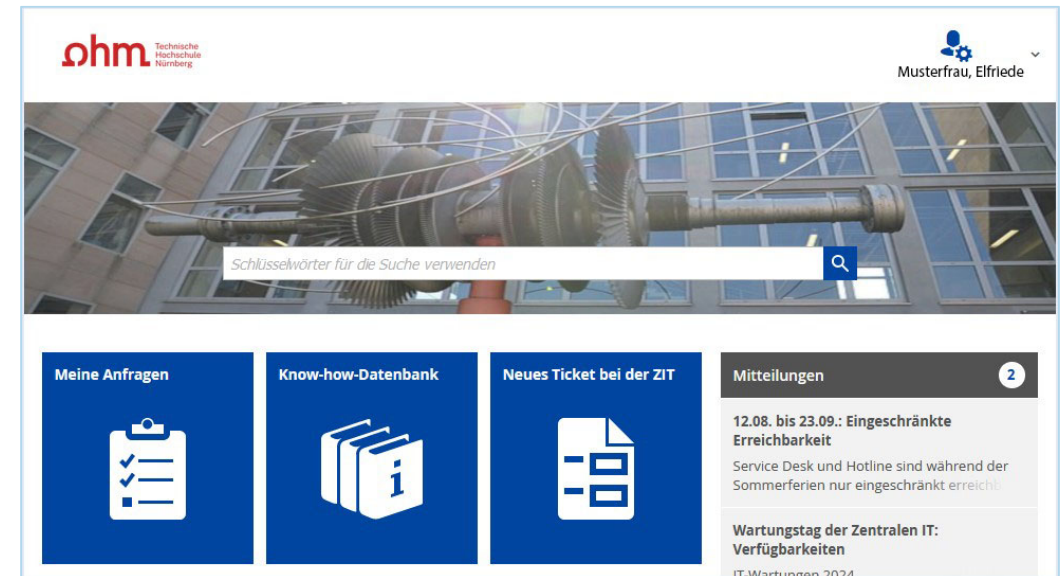 ohm Technische
Hochschule
Nürnberg
Musterfrau, Elfriede
Schlüsselwörter für die Suche verwenden
Meine Anfragen
Know-how-Datenbank
i
Neues Ticket bei der ZIT
Mitteilungen 2
12.08. bis 23.09.: Eingeschränkte
Erreichbarkeit
Service Desk und Hotline sind während der
Sommerferien nur eingeschränkt erreichb
Wartungstag der Zentralen IT:
Verfügbarkeiten
IT-Wartungen 2024